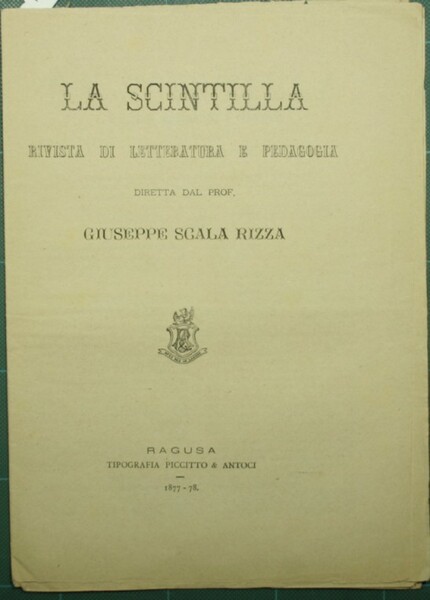 LA SCINTILLA
RIVISTA DI LETTERATURA E PEDAGOGIA
DIRETTA DAL PROF.
GIUSEPPE SCALA RIZZA
RAGUSA
TIPOGRAFIA PICCITTO & ANTOCI
1877-78.